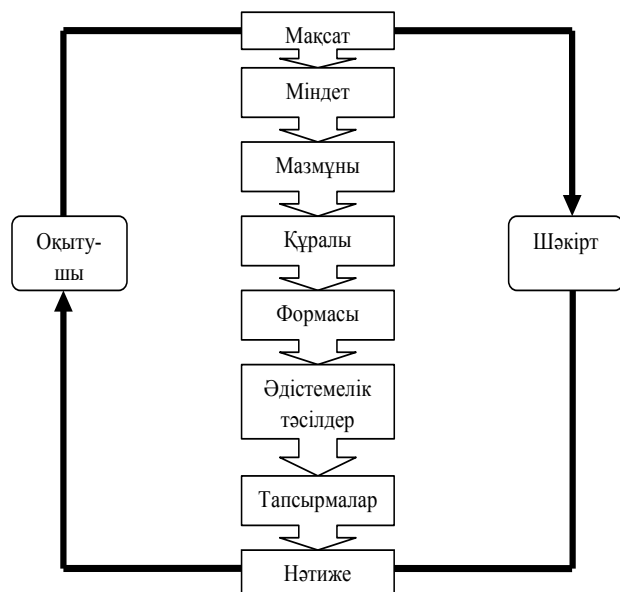 Мақсат
Міндет
Мазмұны
Құралы
Оқыту-
шы
Шәкірт
Формасы
Әдістемелік
тәсілдер
Тапсырмалар
Нәтиже